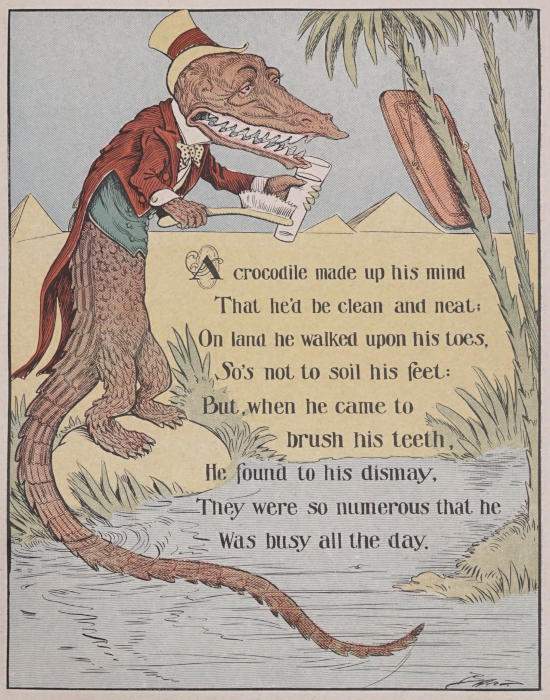 A crocodile made up his mind
That he'd be clean and neat;
On land he walked upon his toes,
So's not to soil his feet:
But, when he came to
brush his teeth,
He found to his dismay,
They were so numerous that he
Was busy all the day.